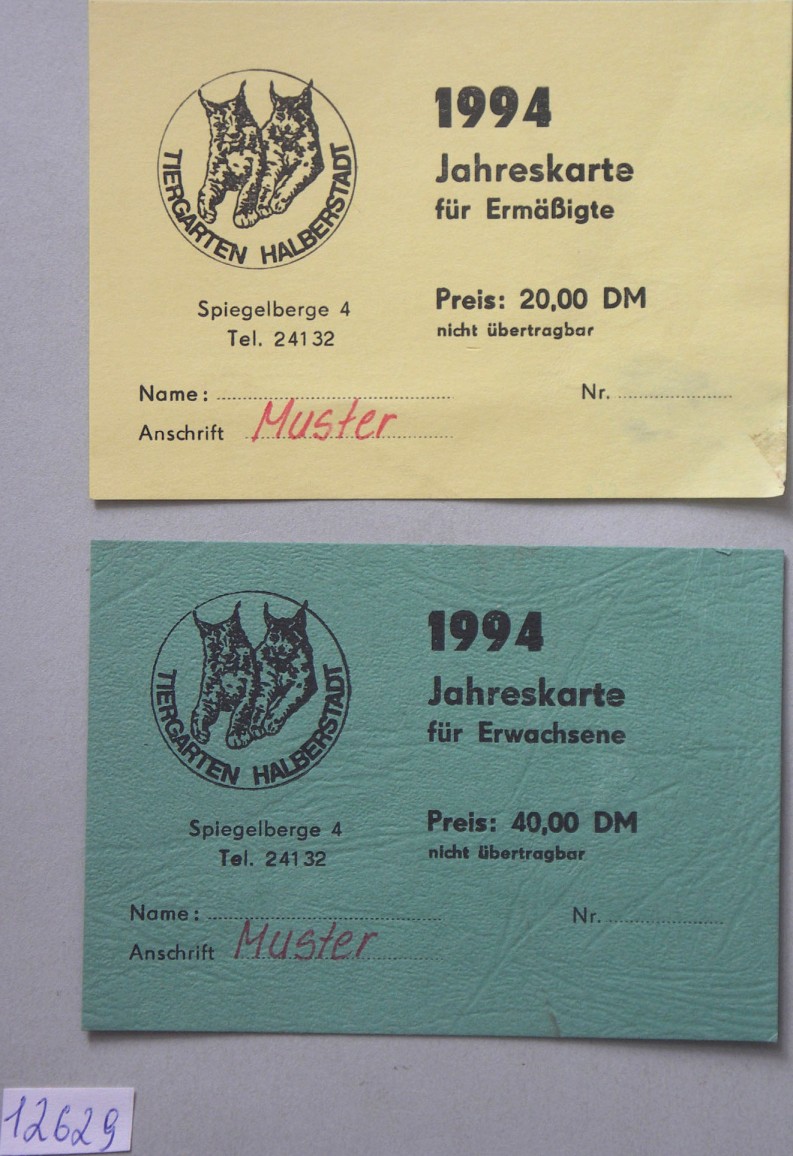 TIERGARTEN HALBERSTADT
Spiegelberge 4
Tel. 24132
1994
Jahreskarte
für Ermäßigte
Preis: 20,00 DM
nicht übertragbar
Name:
Nr.
Anschrift Muster
TIERGARTEN HALBERSTADT
Spiegelberge 4
Tel. 24132
1994
Jahreskarte
für Erwachsene
Preis: 40,00 DM
nicht übertragbar
Name:
Nr.
Anschrift Muster
12629